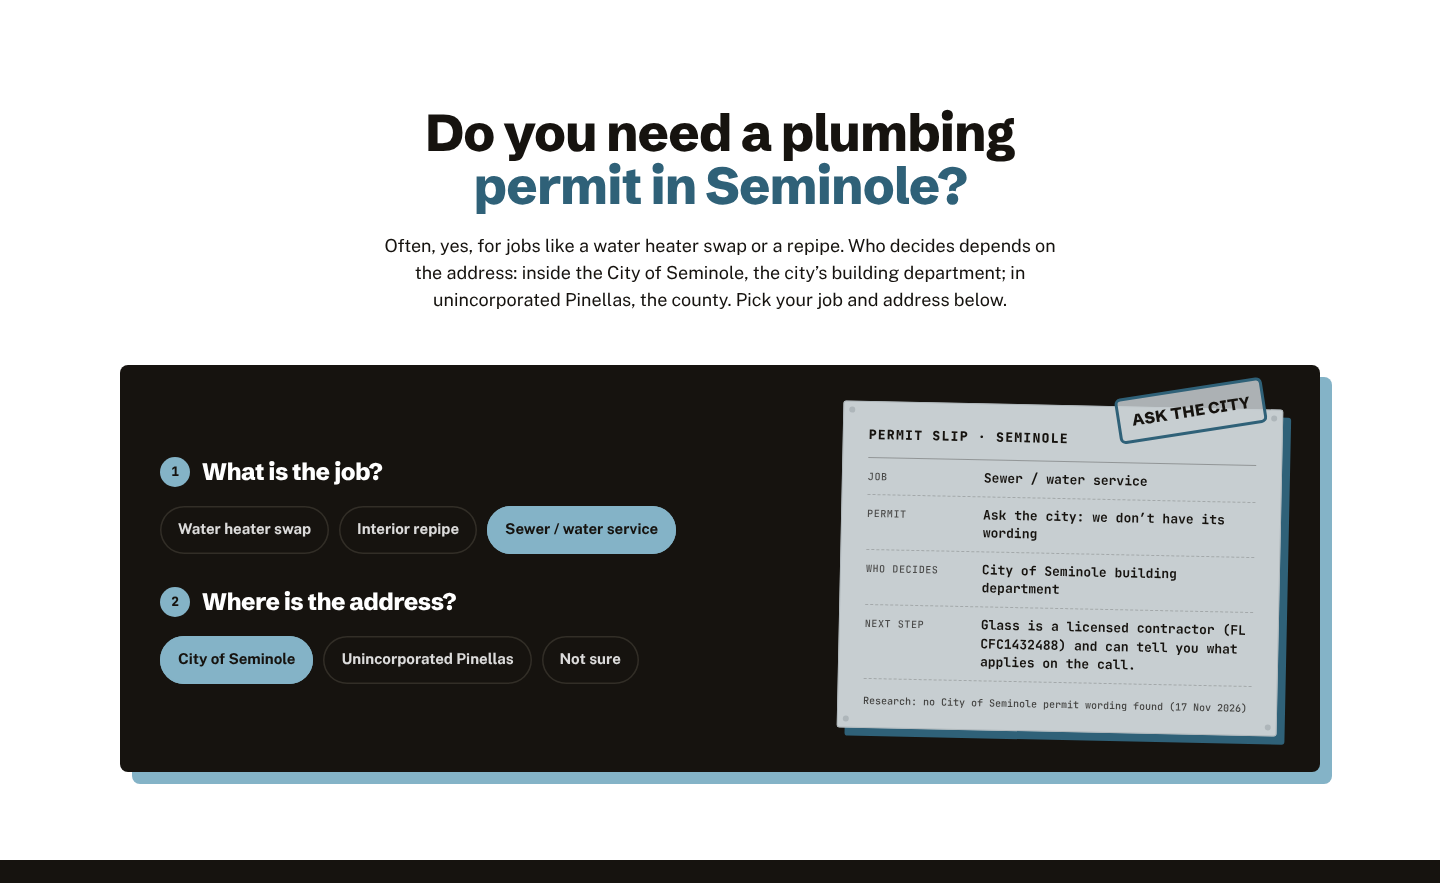 Do you need a plumbing
permit in Seminole?
Often, yes, for jobs like a water heater swap or a repipe. Who decides depends on
the address: inside the City of Seminole, the city’s building department; in
unincorporated Pinellas, the county. Pick your job and address below.
1 What is the job?
Water heater swap Interior repipe Sewer / water service
2 Where is the address?
City of Seminole Unincorporated Pinellas Not sure
ASK THE CITY
PERMIT SLIP · SEMINOLE
JOB Sewer / water service
PERMIT Ask the city: we don’t have its
wording
WHO DECIDES City of Seminole building
department
NEXT STEP Glass is a licensed contractor (FL
CFC1432488) and can tell you what
applies on the call.
Research: no City of Seminole permit wording found (17 Nov 2026)